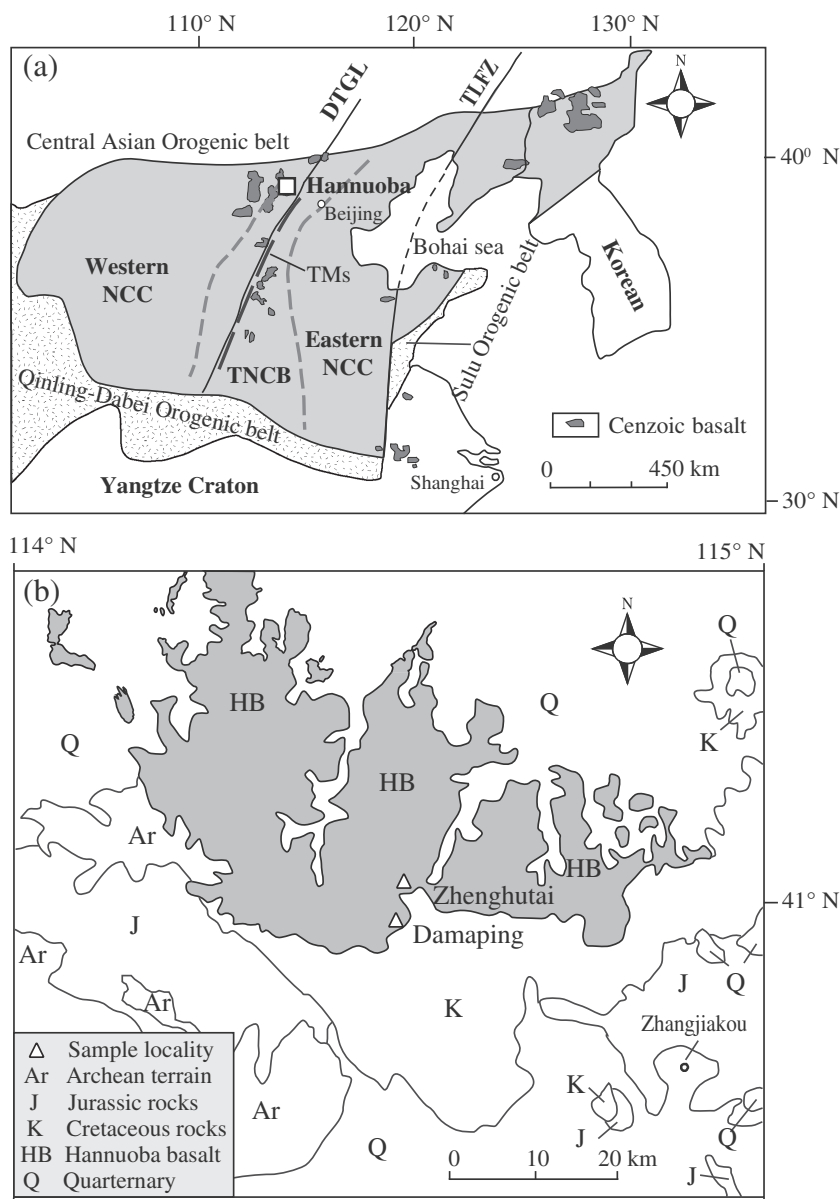 110° N
120° N
130° N
(a)
DTGL
TLFZ
N
Central Asian Orogenic belt
40⁰ N
Hannuoba
Beijing
Bohai sea
Western
NCC
TMs
Korean
Eastern
NCC
TNCB
Sulu Orogenic belt
Qinling-Dabei Orogenic belt
Cenzoic basalt
Yangtze Craton
Shanghai
0 450 km
30° N
114° N
115° N
(b)
N
Q
HB
Q
K
Q
HB
Ar
HB
Zhenghutai
41° N
J
Damaping
Ar
J
Q
Ar
K
Zhangjiakou
K
Ar
J
Q
Q
0 10 20 km
J
Sample locality
Ar Archean terrain
J Jurassic rocks
K Cretaceous rocks
HB Hannuoba basalt
Q Quarternary